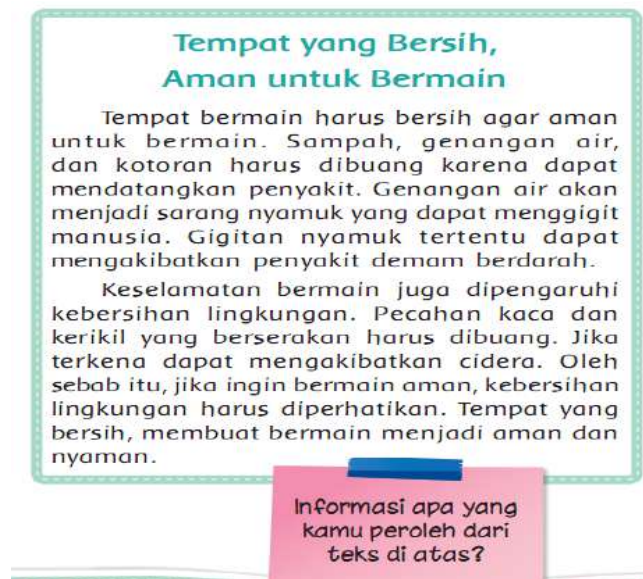 Tempat yang Bersih,
Aman untuk Bermain
Tempat bermain harus bersih agar aman
untuk bermain. Sampah, genangan air,
dan kotoran harus dibuang karena dapat
mendatangkan penyakit. Genangan air akan
menjadi sarang nyamuk yang dapat menggigit
manusia. Gigitan nyamuk tertentu dapat
mengakibatkan penyakit demam berdarah.
Keselamatan bermain juga dipengaruhi
kebersihan lingkungan. Pecahan kaca dan
kerikil yang berserakan harus dibuang. Jika
terkena dapat mengakibatkan cidera. Oleh
sebab itu, jika ingin bermain aman, kebersihan
lingkungan harus diperhatikan. Tempat yang
bersih, membuat bermain menjadi aman dan
nyaman.
Informasi apa yang
kamu peroleh dari
teks di atas?